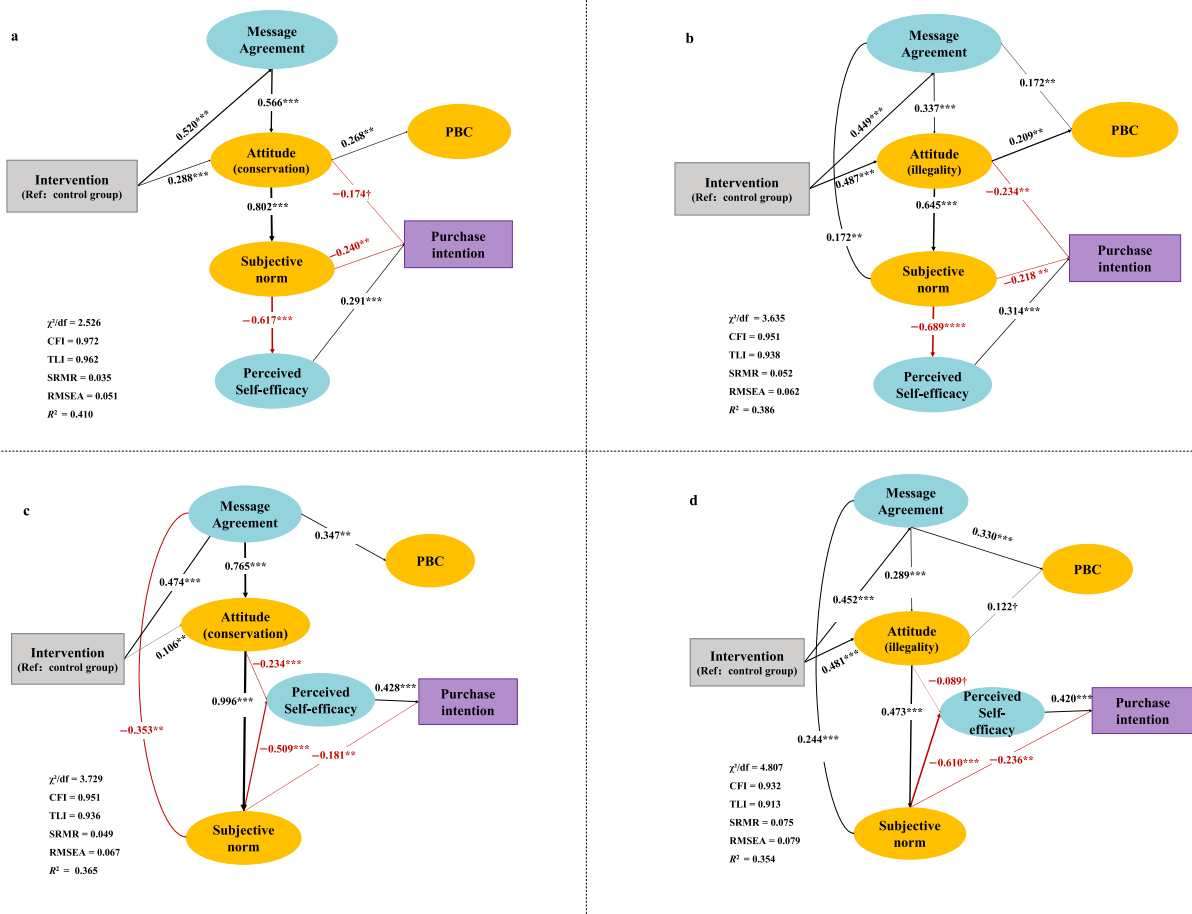 a
Message
Agreement
0.520***
0.566***
0.268**
PBC
Attitude
(conservation)
Intervention
(Ref: control group)
0.288***
−0.174†
0.802***
−0.240**
Purchase
intention
Subjective
norm
0.291***
−0.617***
Perceived
Self-efficacy
χ²/df = 2.526
CFI = 0.972
TLI = 0.962
SRMR = 0.035
RMSEA = 0.051
R² = 0.410
b
Message
Agreement
0.172**
0.449***
0.337***
0.209**
PBC
Attitude
(illegality)
Intervention
(Ref: control group)
0.487***
−0.234**
0.645***
0.172**
Purchase
intention
Subjective
norm
−0.218 **
0.314***
−0.689****
Perceived
Self-efficacy
χ²/df = 3.635
CFI = 0.951
TLI = 0.938
SRMR = 0.052
RMSEA = 0.062
R² = 0.386
c
Message
Agreement
0.347**
PBC
0.474***
0.765***
Attitude
(conservation)
Intervention
(Ref: control group)
0.106**
−0.234***
0.996***
Perceived
Self-efficacy
0.428***
Purchase
intention
−0.353**
−0.509***
−0.181**
Subjective
norm
χ²/df = 3.729
CFI = 0.951
TLI = 0.936
SRMR = 0.049
RMSEA = 0.067
R² = 0.365
d
Message
Agreement
0.330***
PBC
0.289***
0.452***
0.122†
Attitude
(illegality)
Intervention
(Ref: control group)
0.481***
−0.089†
0.473***
Perceived
Self-
efficacy
0.420***
Purchase
intention
0.244***
−0.610***
−0.236**
Subjective
norm
χ²/df = 4.807
CFI = 0.932
TLI = 0.913
SRMR = 0.075
RMSEA = 0.079
R² = 0.354